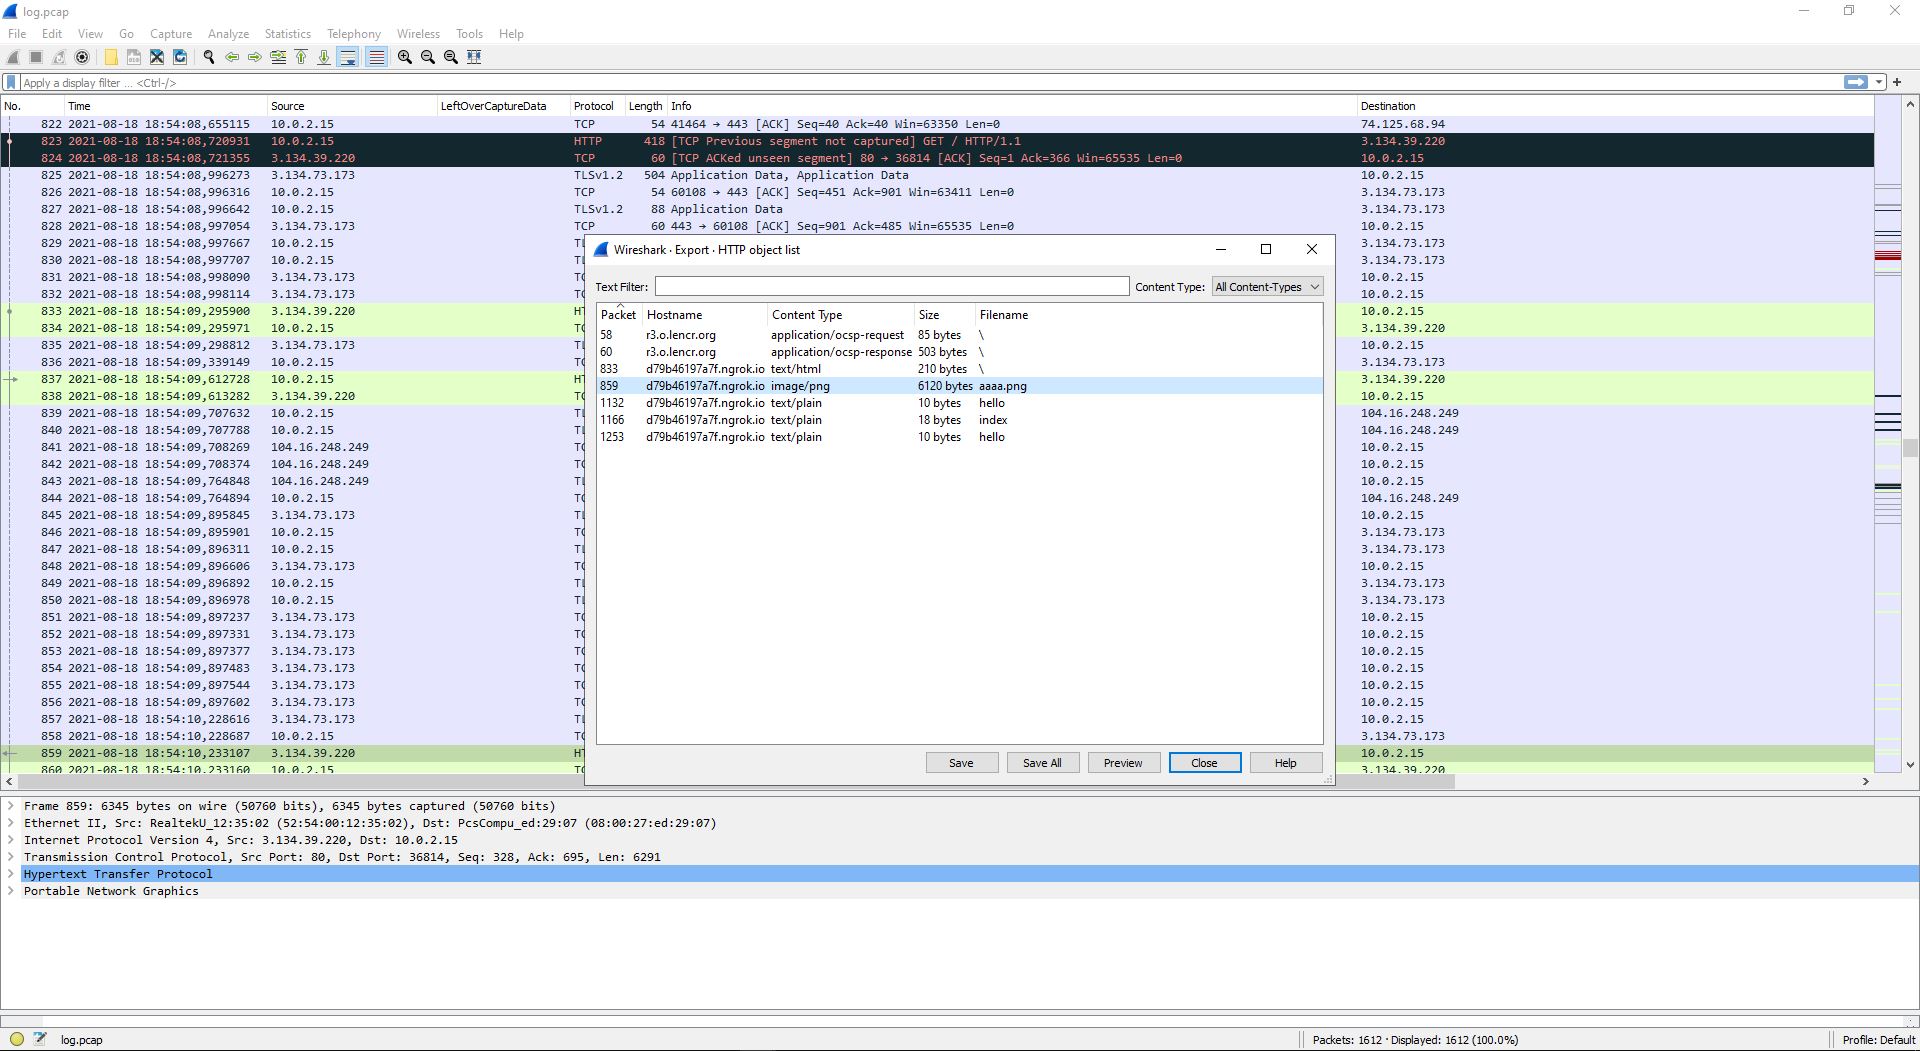 log.pcap
File Edit View Go Capture Analyze Statistics Telephony Wireless Tools Help
Apply a display filter ... <Ctrl-/>
No. Time Source LeftOverCaptureData Protocol Length Info Destination
822 2021-08-18 18:54:08,655115 10.0.2.15 TCP 54 41464 → 443 [ACK] Seq=40 Ack=40 Win=63350 Len=0 74.125.68.94
823 2021-08-18 18:54:08,720931 10.0.2.15 HTTP 418 [TCP Previous segment not captured] GET / HTTP/1.1 3.134.39.220
824 2021-08-18 18:54:08,721355 3.134.39.220 TCP 60 [TCP ACKed unseen segment] 80 → 36814 [ACK] Seq=1 Ack=366 Win=65535 Len=0 10.0.2.15
825 2021-08-18 18:54:08,996273 3.134.73.173 TLSv1.2 504 Application Data, Application Data 10.0.2.15
826 2021-08-18 18:54:08,996316 10.0.2.15 TCP 54 60108 → 443 [ACK] Seq=451 Ack=901 Win=63411 Len=0 3.134.73.173
827 2021-08-18 18:54:08,996642 10.0.2.15 TLSv1.2 88 Application Data 3.134.73.173
828 2021-08-18 18:54:08,997054 3.134.73.173 TCP 60 443 → 60108 [ACK] Seq=901 Ack=485 Win=65535 Len=0 10.0.2.15
829 2021-08-18 18:54:08,997667 10.0.2.15 TL 3.134.73.173
830 2021-08-18 18:54:08,997707 10.0.2.15 TL 3.134.73.173
831 2021-08-18 18:54:08,998090 3.134.73.173 TC 10.0.2.15
832 2021-08-18 18:54:08,998114 3.134.73.173 TC 10.0.2.15
833 2021-08-18 18:54:09,295900 3.134.39.220 HT 10.0.2.15
834 2021-08-18 18:54:09,295971 10.0.2.15 TC 3.134.39.220
835 2021-08-18 18:54:09,298812 3.134.73.173 TL 10.0.2.15
836 2021-08-18 18:54:09,339149 10.0.2.15 TC 3.134.73.173
837 2021-08-18 18:54:09,612728 10.0.2.15 HT 3.134.39.220
838 2021-08-18 18:54:09,613282 3.134.39.220 TC 10.0.2.15
839 2021-08-18 18:54:09,707632 10.0.2.15 TL 104.16.248.249
840 2021-08-18 18:54:09,707788 10.0.2.15 TL 104.16.248.249
841 2021-08-18 18:54:09,708269 104.16.248.249 TC 10.0.2.15
842 2021-08-18 18:54:09,708374 104.16.248.249 TC 10.0.2.15
843 2021-08-18 18:54:09,764848 104.16.248.249 TL 10.0.2.15
844 2021-08-18 18:54:09,764894 10.0.2.15 TC 104.16.248.249
845 2021-08-18 18:54:09,895845 3.134.73.173 TL 10.0.2.15
846 2021-08-18 18:54:09,895901 10.0.2.15 TC 3.134.73.173
847 2021-08-18 18:54:09,896311 10.0.2.15 TL 3.134.73.173
848 2021-08-18 18:54:09,896606 3.134.73.173 TC 10.0.2.15
849 2021-08-18 18:54:09,896892 10.0.2.15 TL 3.134.73.173
850 2021-08-18 18:54:09,896978 10.0.2.15 TL 3.134.73.173
851 2021-08-18 18:54:09,897237 3.134.73.173 TC 10.0.2.15
852 2021-08-18 18:54:09,897331 3.134.73.173 TC 10.0.2.15
853 2021-08-18 18:54:09,897377 3.134.73.173 TC 10.0.2.15
854 2021-08-18 18:54:09,897483 3.134.73.173 TC 10.0.2.15
855 2021-08-18 18:54:09,897544 3.134.73.173 TC 10.0.2.15
856 2021-08-18 18:54:09,897602 3.134.73.173 TC 10.0.2.15
857 2021-08-18 18:54:10,228616 3.134.73.173 TL 10.0.2.15
858 2021-08-18 18:54:10,228687 10.0.2.15 TC 3.134.73.173
859 2021-08-18 18:54:10,233107 3.134.39.220 HT 10.0.2.15
860 2021-08-18 18:54:10,233160 10.0.2.15 TC 3.134.39.220
Wireshark · Export · HTTP object list
Text Filter: Content Type: All Content-Types
Packet Hostname Content Type Size Filename
58 r3.o.lencr.org application/ocsp-request 85 bytes \
60 r3.o.lencr.org application/ocsp-response 503 bytes \
833 d79b46197a7f.ngrok.io text/html 210 bytes \
859 d79b46197a7f.ngrok.io image/png 6120 bytes aaaa.png
1132 d79b46197a7f.ngrok.io text/plain 10 bytes hello
1166 d79b46197a7f.ngrok.io text/plain 18 bytes index
1253 d79b46197a7f.ngrok.io text/plain 10 bytes hello
Save Save All Preview Close Help
Frame 859: 6345 bytes on wire (50760 bits), 6345 bytes captured (50760 bits)
Ethernet II, Src: RealtekU_12:35:02 (52:54:00:12:35:02), Dst: PcsCompu_ed:29:07 (08:00:27:ed:29:07)
Internet Protocol Version 4, Src: 3.134.39.220, Dst: 10.0.2.15
Transmission Control Protocol, Src Port: 80, Dst Port: 36814, Seq: 328, Ack: 695, Len: 6291
Hypertext Transfer Protocol
Portable Network Graphics
log.pcap Packets: 1612 · Displayed: 1612 (100.0%) Profile: Default